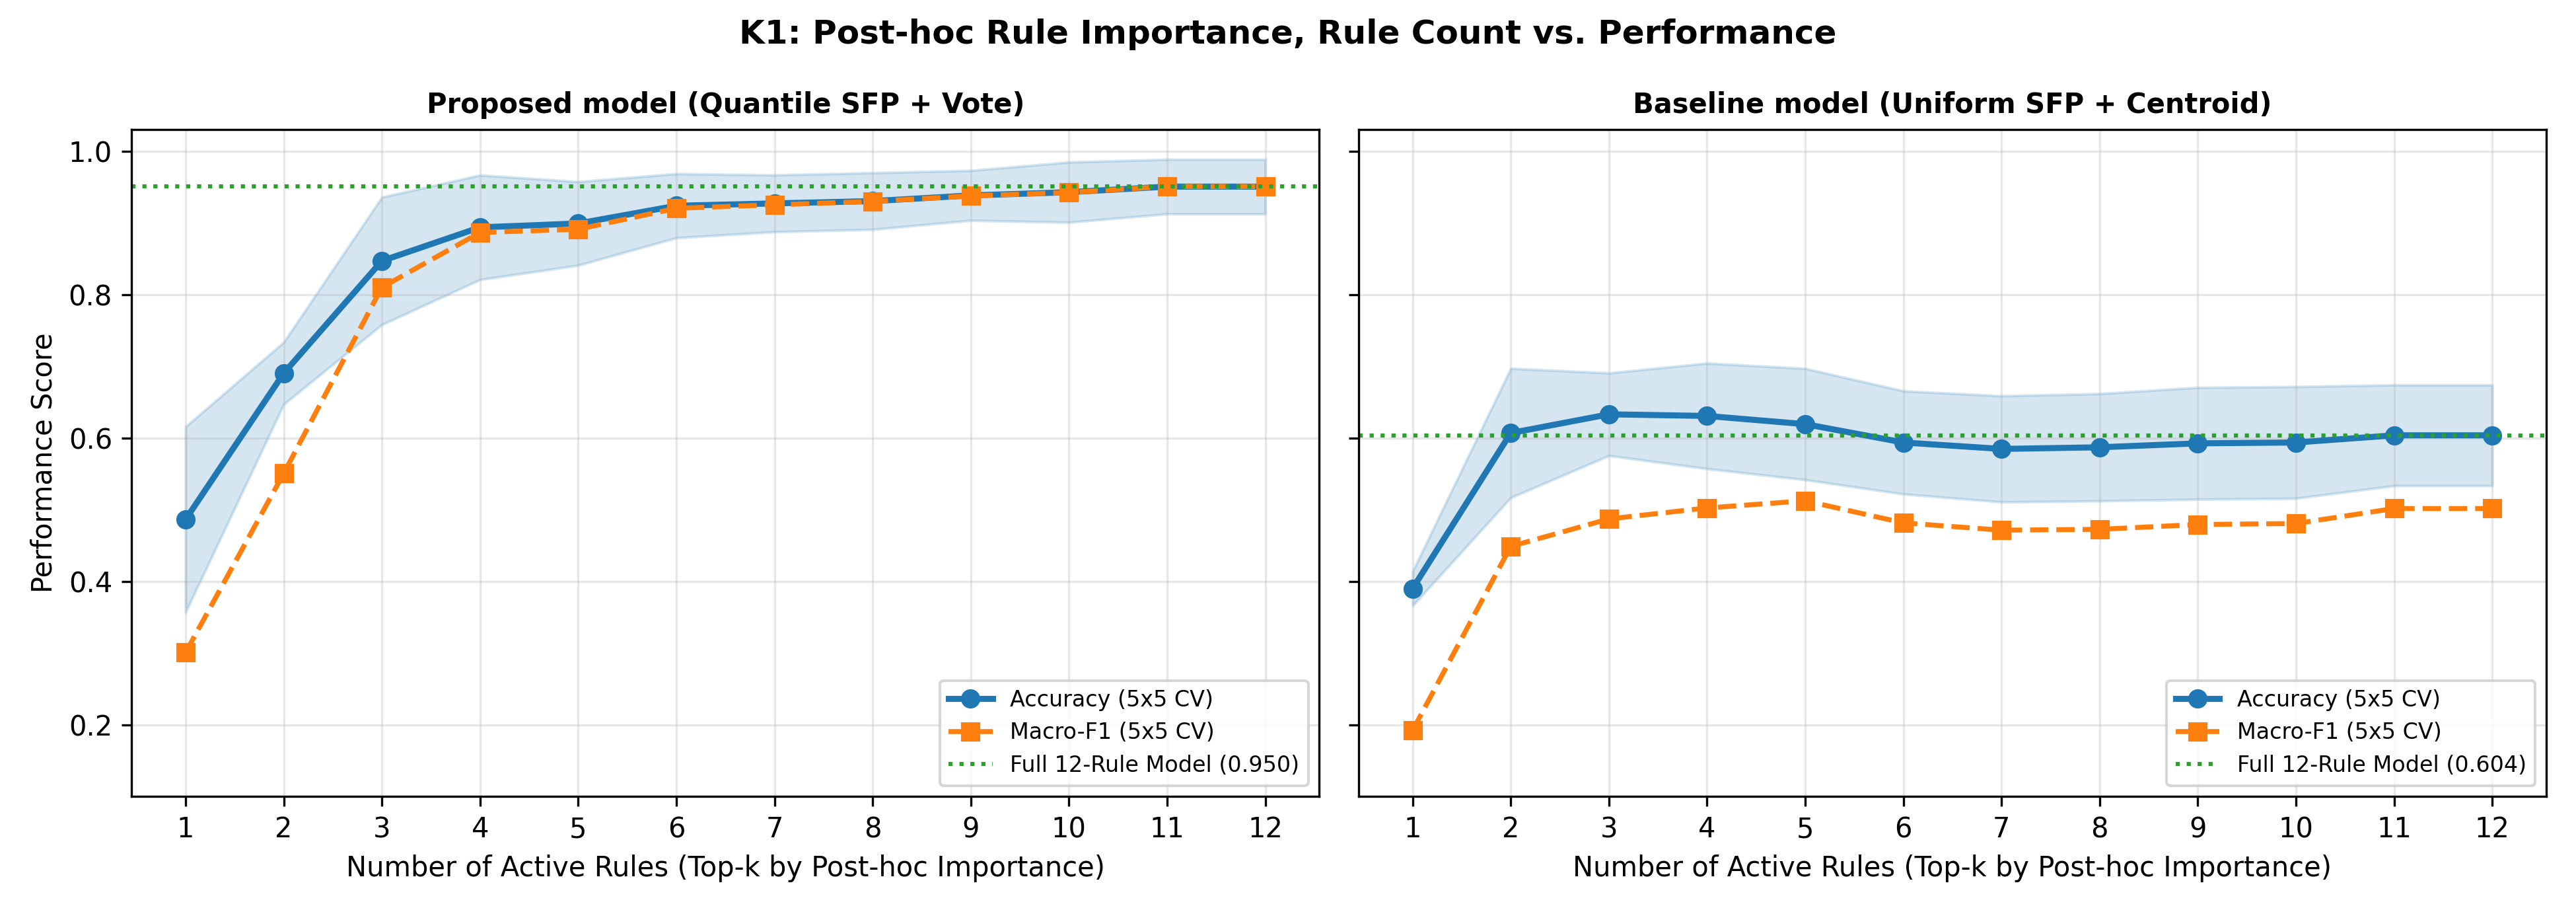 K1: Post-hoc Rule Importance, Rule Count vs. Performance
Proposed model (Quantile SFP + Vote)
Performance Score
1.0
0.8
0.6
0.4
0.2
1 2 3 4 5 6 7 8 9 10 11 12
Number of Active Rules (Top-k by Post-hoc Importance)
Accuracy (5x5 CV)
Macro-F1 (5x5 CV)
Full 12-Rule Model (0.950)
Baseline model (Uniform SFP + Centroid)
1 2 3 4 5 6 7 8 9 10 11 12
Number of Active Rules (Top-k by Post-hoc Importance)
Accuracy (5x5 CV)
Macro-F1 (5x5 CV)
Full 12-Rule Model (0.604)